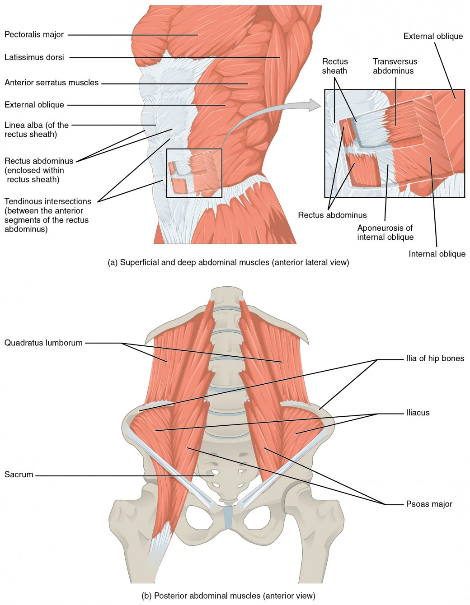 Pectoralis major
Latissimus dorsi
Anterior serratus muscles
External oblique
Linea alba (of the
rectus sheath)
Rectus abdominus
(enclosed within
rectus sheath)
Tendinous intersections
(between the anterior
segments of the rectus
abdominus)
External oblique
Rectus
sheath
Transversus
abdominus
Rectus abdominus
Aponeurosis of
internal oblique
Internal oblique
(a) Superficial and deep abdominal muscles (anterior lateral view)
Quadratus lumborum
Sacrum
Ilia of hip bones
Iliacus
Psoas major
(b) Posterior abdominal muscles (anterior view)